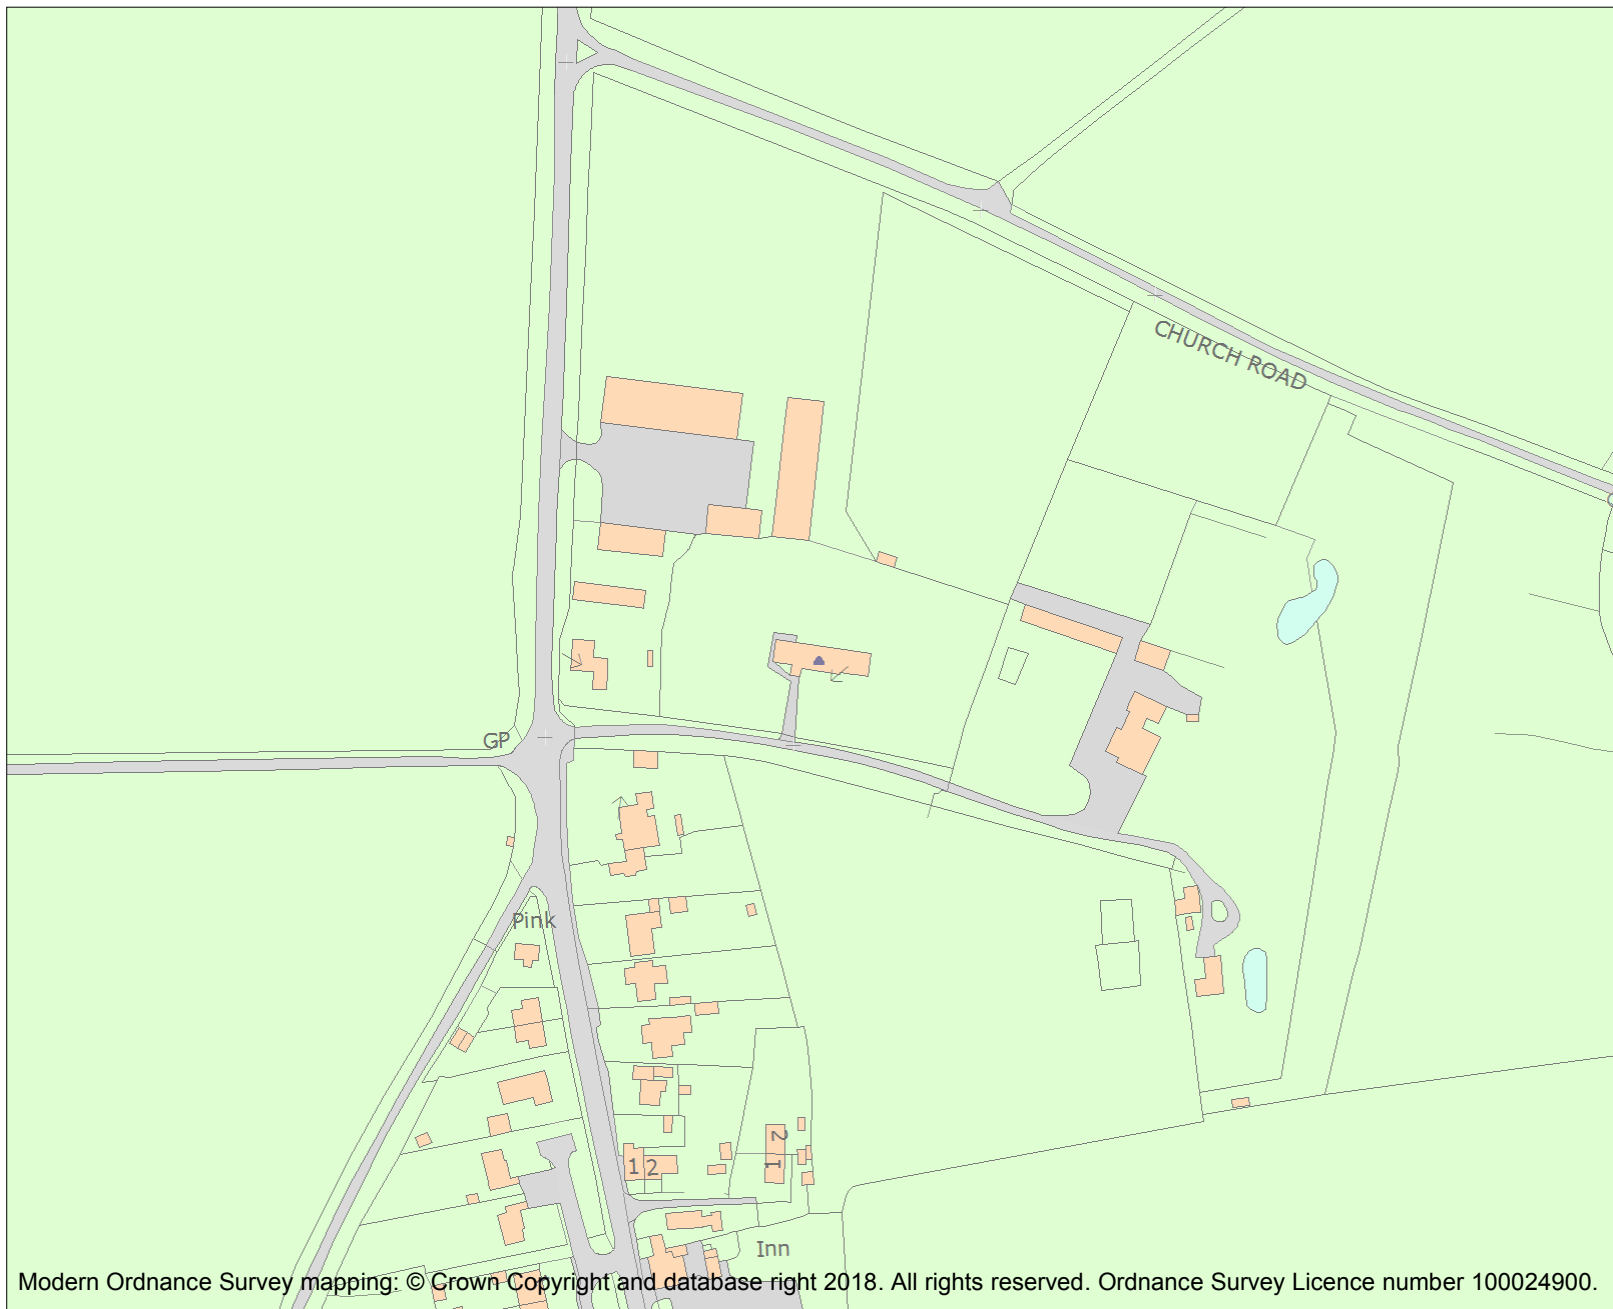 CHURCH ROAD
GP
Pink
2
1
1 2
Inn
Modern Ordnance Survey mapping: © Crown Copyright and database right 2018. All rights reserved. Ordnance Survey Licence number 100024900.